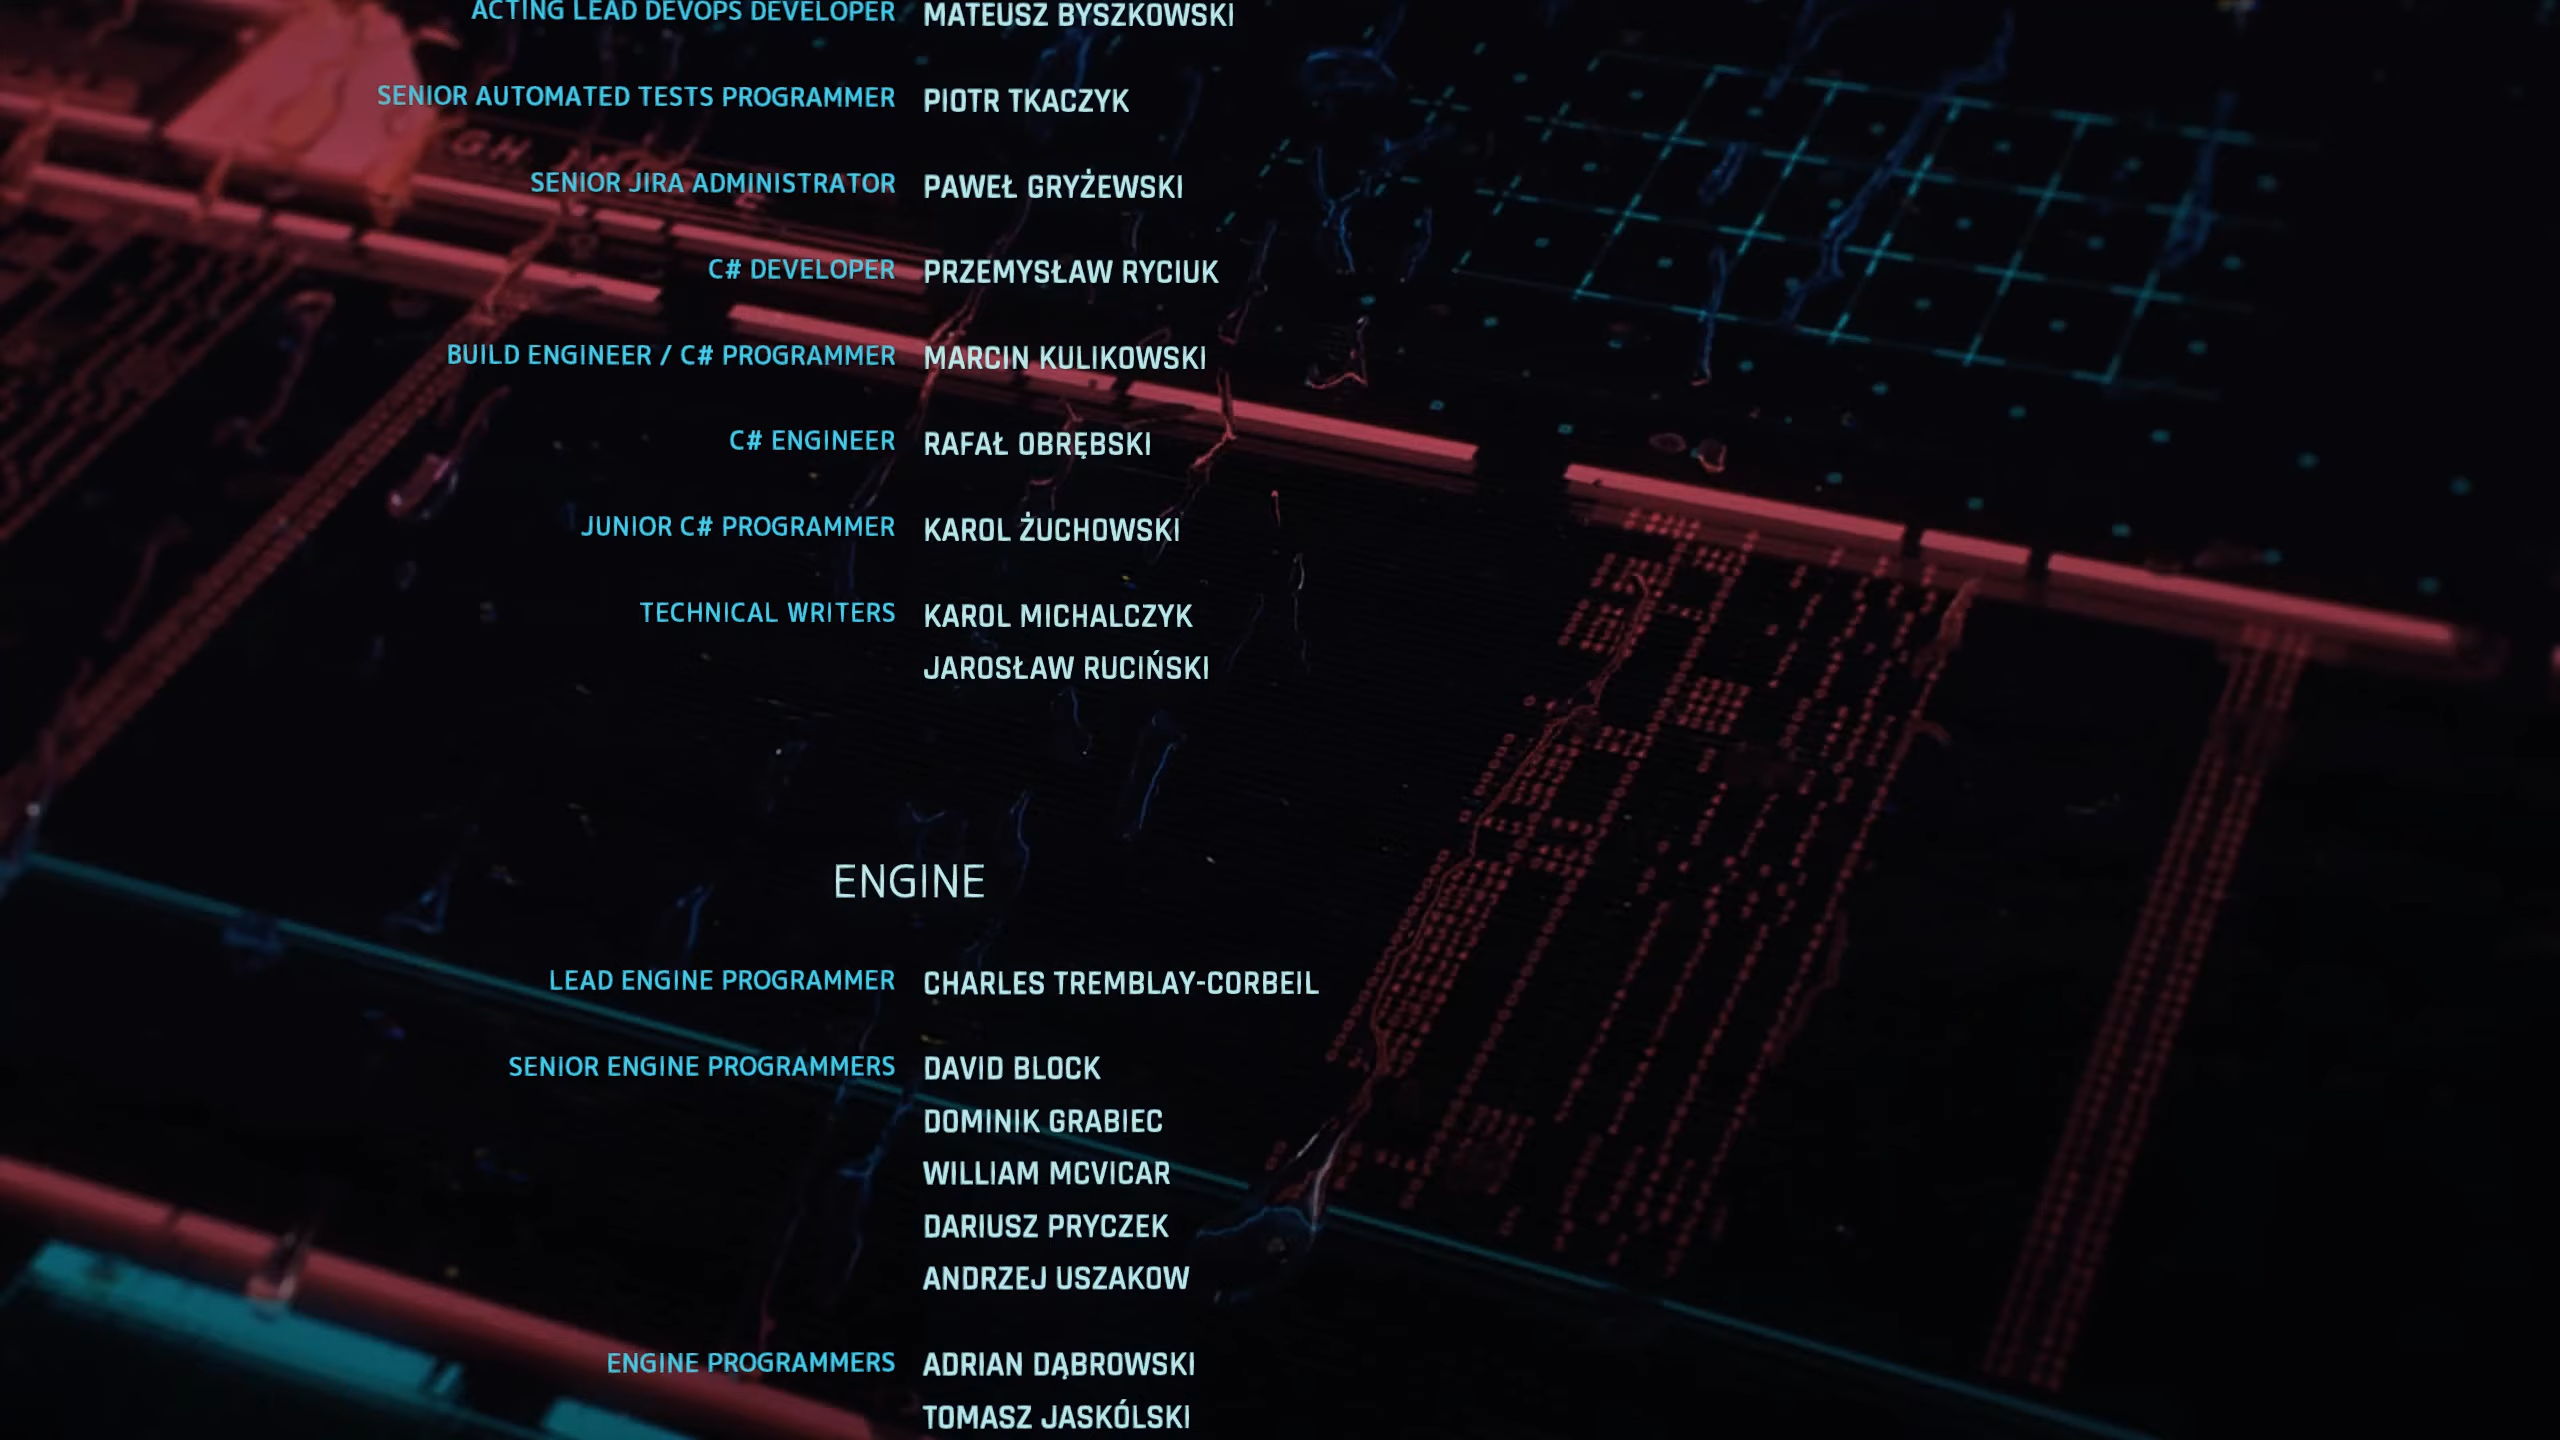 ACTING LEAD DEVOPS DEVELOPER MATEUSZ BYSZKOWSKI
SENIOR AUTOMATED TESTS PROGRAMMER PIOTR TKACZYK
SENIOR JIRA ADMINISTRATOR PAWEŁ GRYŻEWSKI
C# DEVELOPER PRZEMYSŁAW RYCIUK
BUILD ENGINEER / C# PROGRAMMER MARCIN KULIKOWSKI
C# ENGINEER RAFAŁ OBRĘBSKI
JUNIOR C# PROGRAMMER KAROL ŻUCHOWSKI
TECHNICAL WRITERS KAROL MICHALCZYK
JAROSŁAW RUCIŃSKI
ENGINE
LEAD ENGINE PROGRAMMER CHARLES TREMBLAY-CORBEIL
SENIOR ENGINE PROGRAMMERS DAVID BLOCK
DOMINIK GRABIEC
WILLIAM MCVICAR
DARIUSZ PRYCZEK
ANDRZEJ USZAKOW
ENGINE PROGRAMMERS ADRIAN DĄBROWSKI
TOMASZ JASKÓLSKI